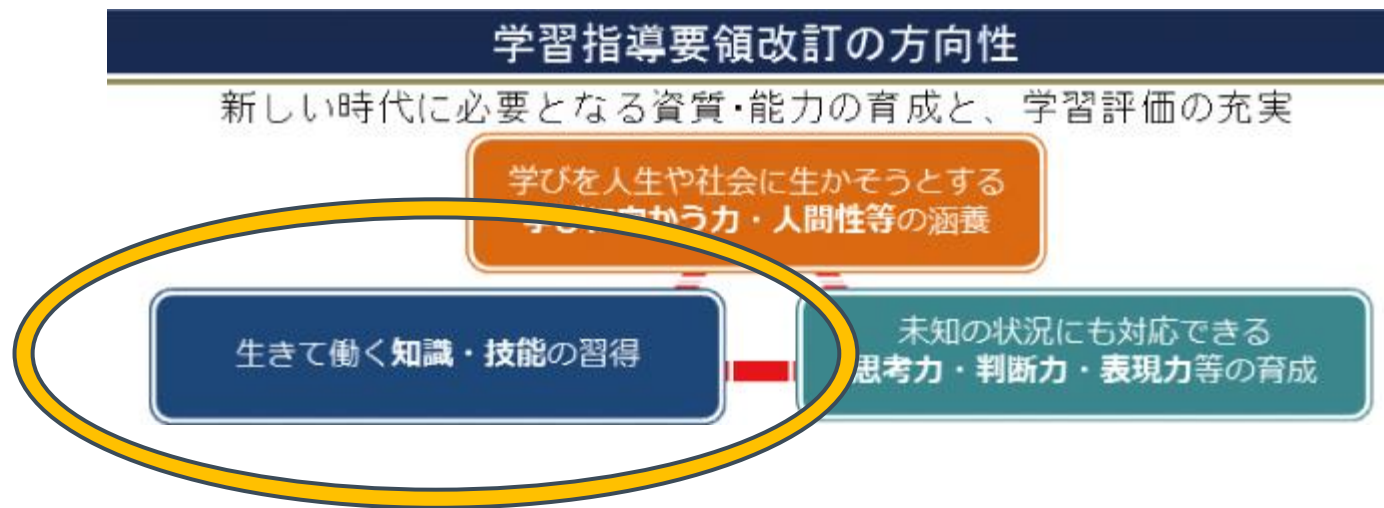 学習指導要領改訂の方向性
新しい時代に必要となる資質・能力の育成と、学習評価の充実
学びを人生や社会に生かそうとする
学びに向かう力・人間性等の涵養
生きて働く知識・技能の習得
未知の状況にも対応できる
思考力・判断力・表現力等の育成